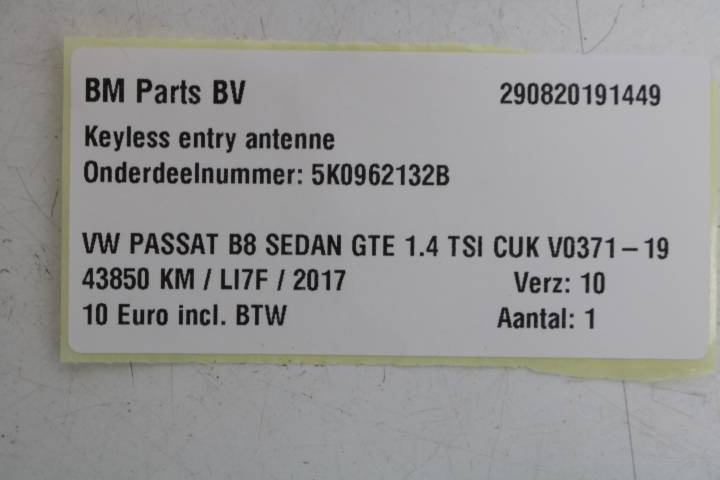 BM Parts BV 290820191449
Keyless entry antenne
Onderdeelnummer: 5K0962132B
VW PASSAT B8 SEDAN GTE 1.4 TSI CUK V0371-19
43850 KM / LI7F / 2017 Verz: 10
10 Euro incl. BTW Aantal: 1